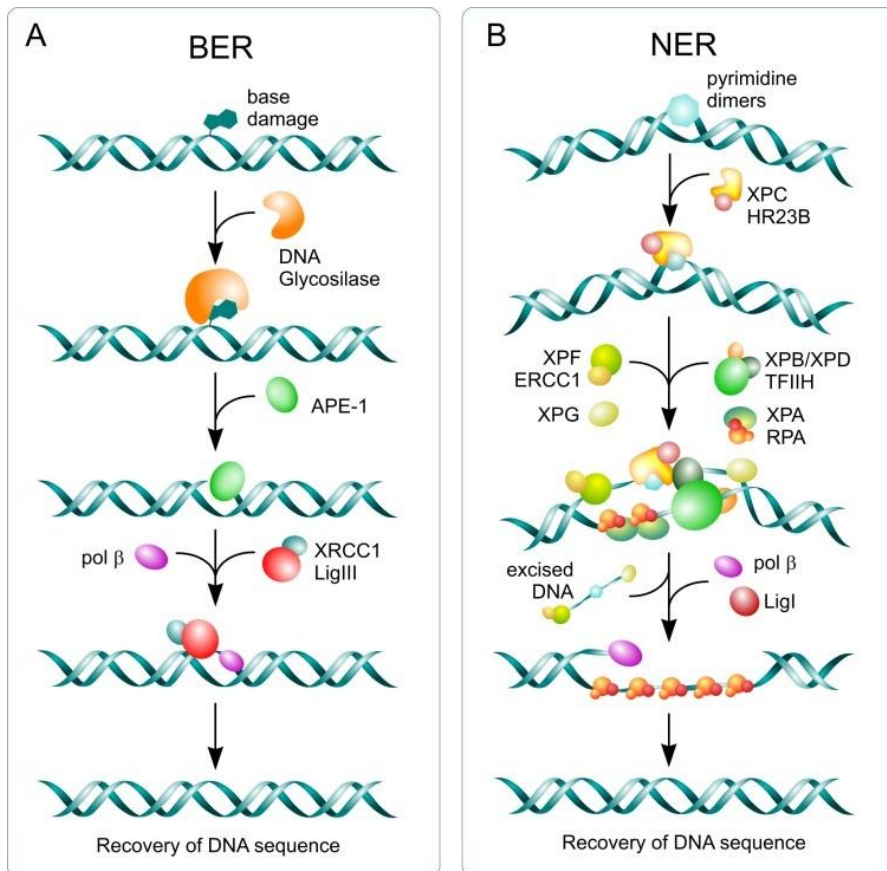 A
BER
base
damage
DNA
Glycosilase
APE-1
pol β
XRCC1
LigIII
Recovery of DNA sequence
B
NER
pyrimidine
dimers
XPC
HR23B
XPF
ERCC1
XPG
XPB/XPD
TFIIH
XPA
RPA
excised
DNA
pol β
LigI
Recovery of DNA sequence